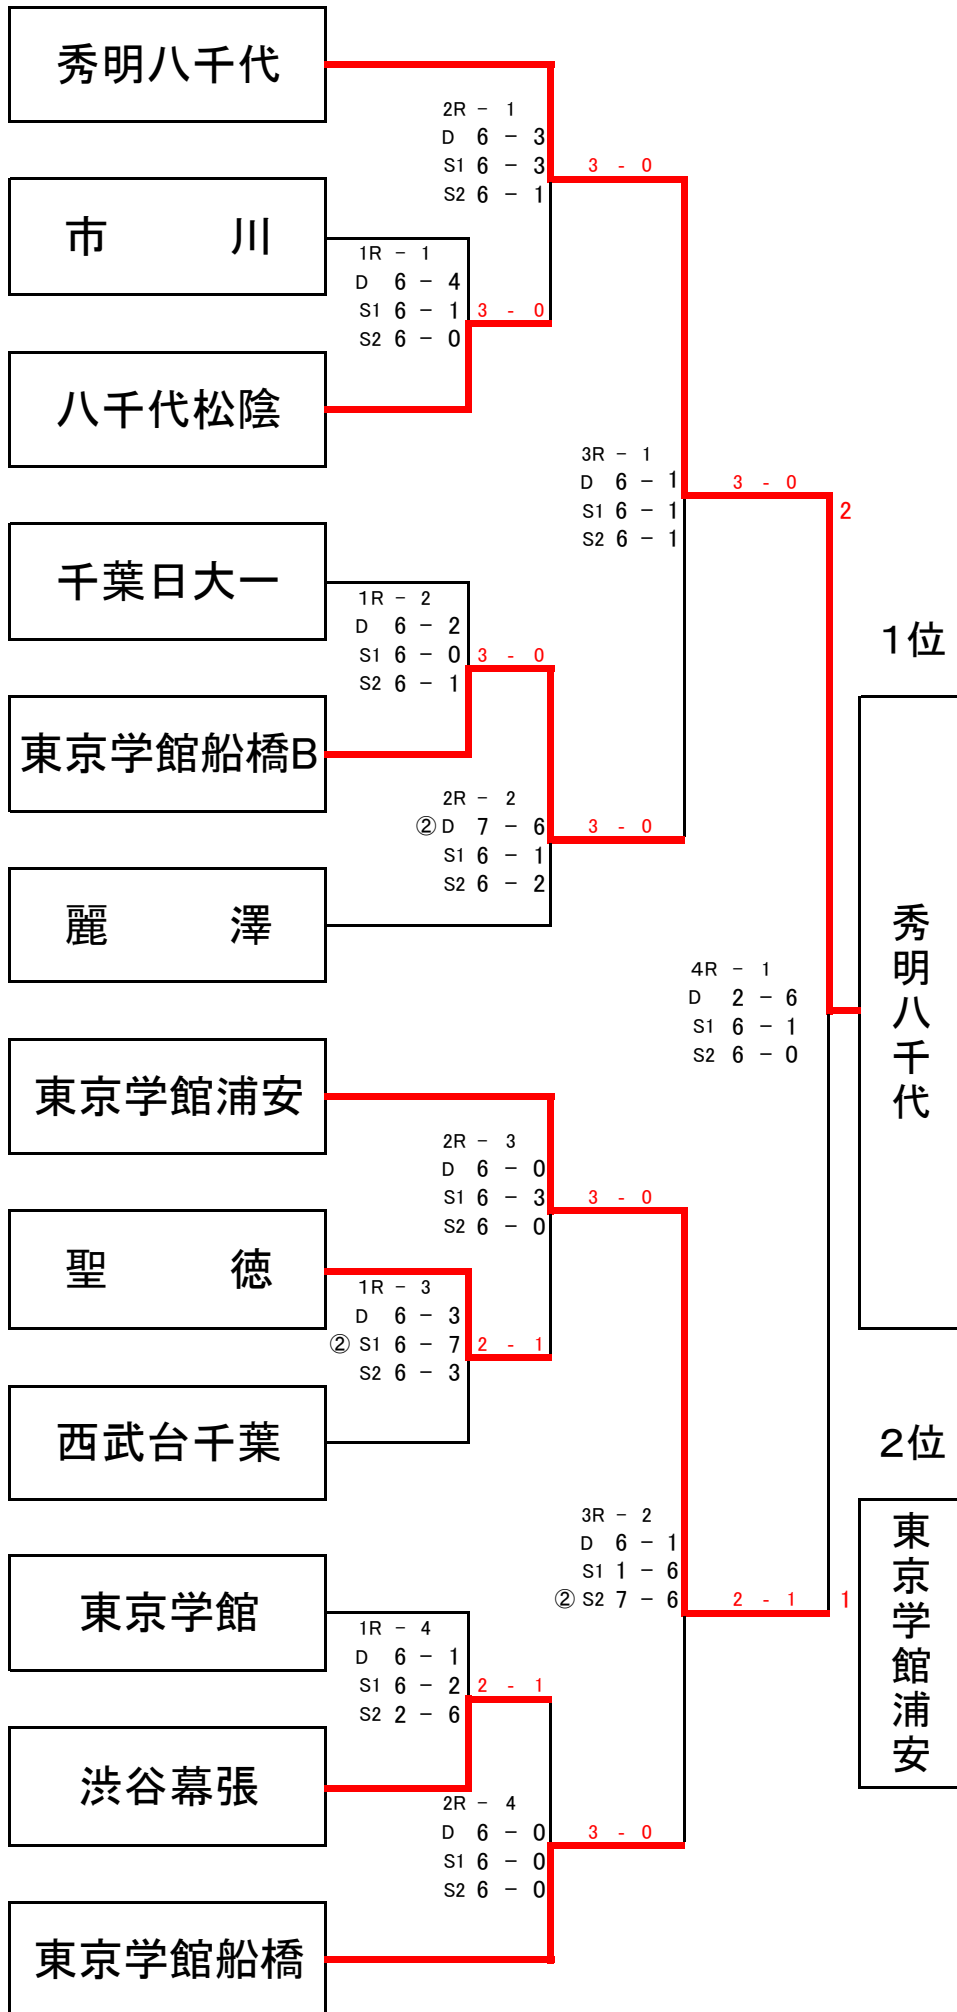 秀明八千代
2R - 1
D 6 - 3
S1 6 - 3
S2 6 - 1
3 - 0
市 川
1R - 1
D 6 - 4
S1 6 - 1
S2 6 - 0
3 - 0
八千代松陰
3R - 1
D 6 - 1
S1 6 - 1
S2 6 - 1
3 - 0
2
千葉日大一
1R - 2
D 6 - 2
S1 6 - 0
S2 6 - 1
3 - 0
東京学館船橋B
2R - 2
② D 7 - 6
S1 6 - 1
S2 6 - 2
3 - 0
麗 澤
1位
秀明八千代
4R - 1
D 2 - 6
S1 6 - 1
S2 6 - 0
東京学館浦安
2R - 3
D 6 - 0
S1 6 - 3
S2 6 - 0
3 - 0
聖 徳
1R - 3
D 6 - 3
② S1 6 - 7
S2 6 - 3
2 - 1
西武台千葉
2位
東京学館浦安
3R - 2
D 6 - 1
S1 1 - 6
② S2 7 - 6
2 - 1
1
東京学館
1R - 4
D 6 - 1
S1 6 - 2
S2 2 - 6
2 - 1
渋谷幕張
2R - 4
D 6 - 0
S1 6 - 0
S2 6 - 0
3 - 0
東京学館船橋